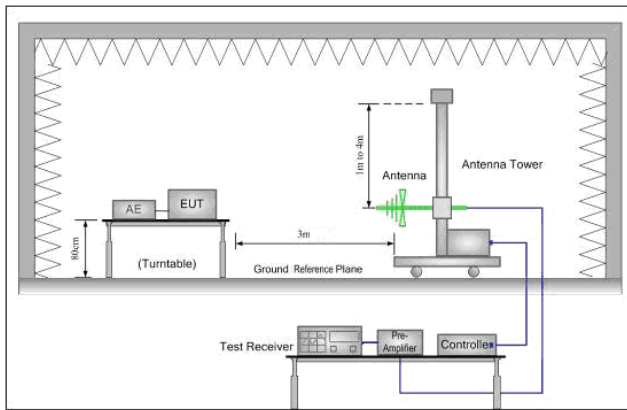 1m to 4m
Antenna
Antenna Tower
AE
EUT
80cm
(Turntable)
3m
Ground Reference Plane
Test Receiver
Pre-
Amplifier
Controller